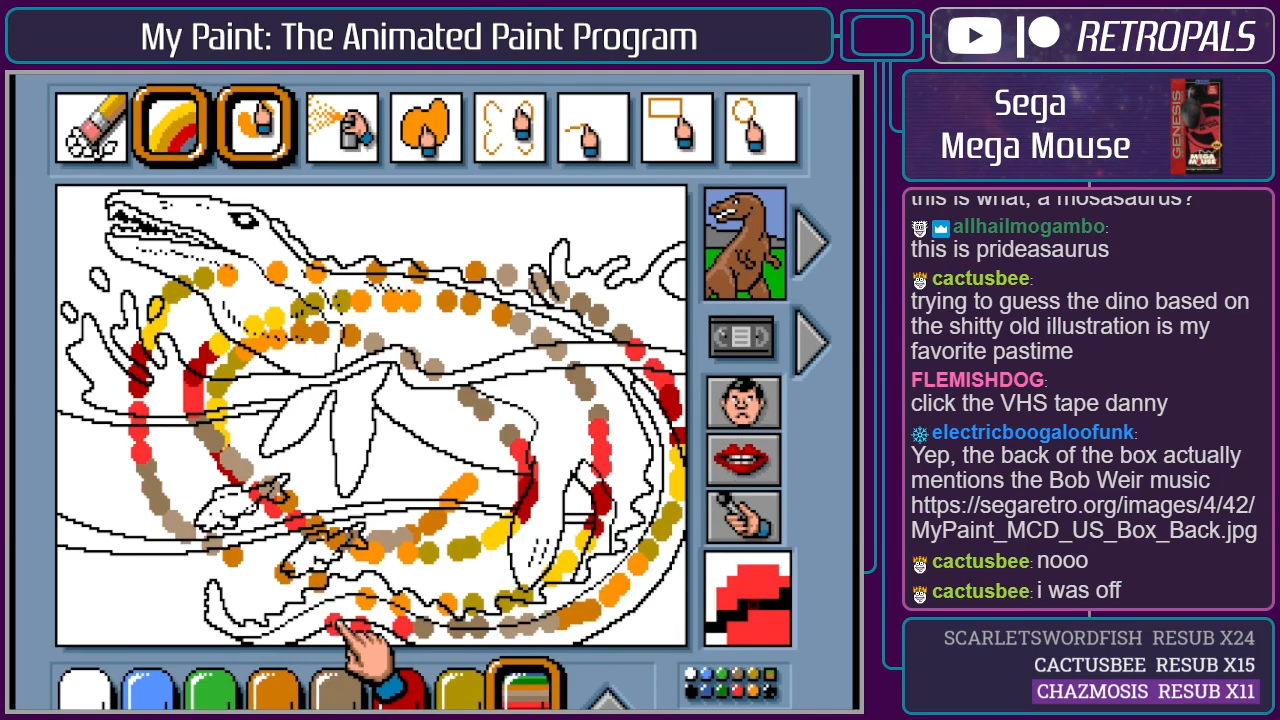 My Paint: The Animated Paint Program
RETROPALS
Sega
Mega Mouse
GENESIS
MEGA
MOUSE
this is what, a mosasaurus?
allhailmogambo:
this is prideasaurus
cactusbee:
trying to guess the dino based on
the shitty old illustration is my
favorite pastime
FLEMISHDOG:
click the VHS tape danny
electricboogaloofunk:
Yep, the back of the box actually
mentions the Bob Weir music
https://segaretro.org/images/4/42/
MyPaint_MCD_US_Box_Back.jpg
cactusbee: nooo
cactusbee: i was off
SCARLETSWORDFISH RESUB X24
CACTUSBEE RESUB X15
CHAZMOSIS RESUB X11